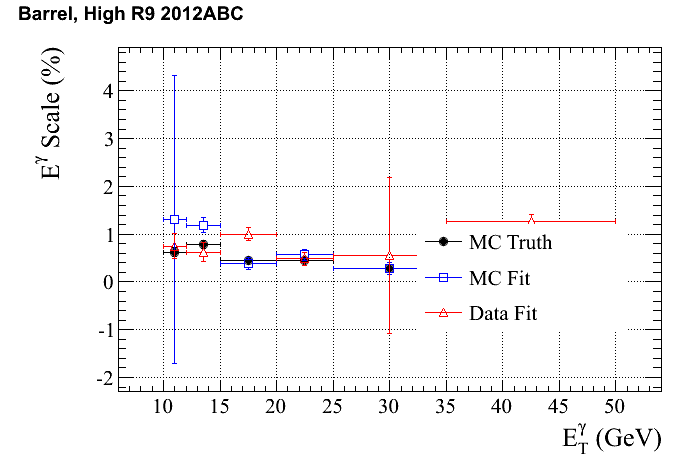 Barrel, High R9 2012ABC
E^γ Scale (%)
4
3
2
1
0
-1
-2
MC Truth
MC Fit
Data Fit
10 15 20 25 30 35 40 45 50
E_T^γ (GeV)